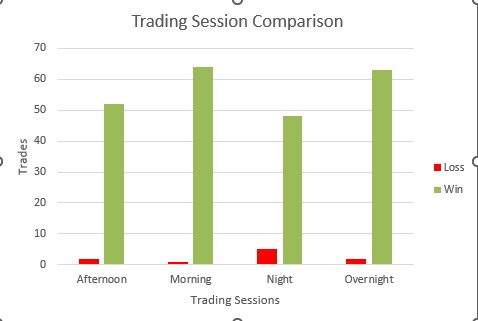 Trading Session Comparison
70
60
50
40
30
20
10
0
Trades
Afternoon Morning Night Overnight
Trading Sessions
Loss
Win